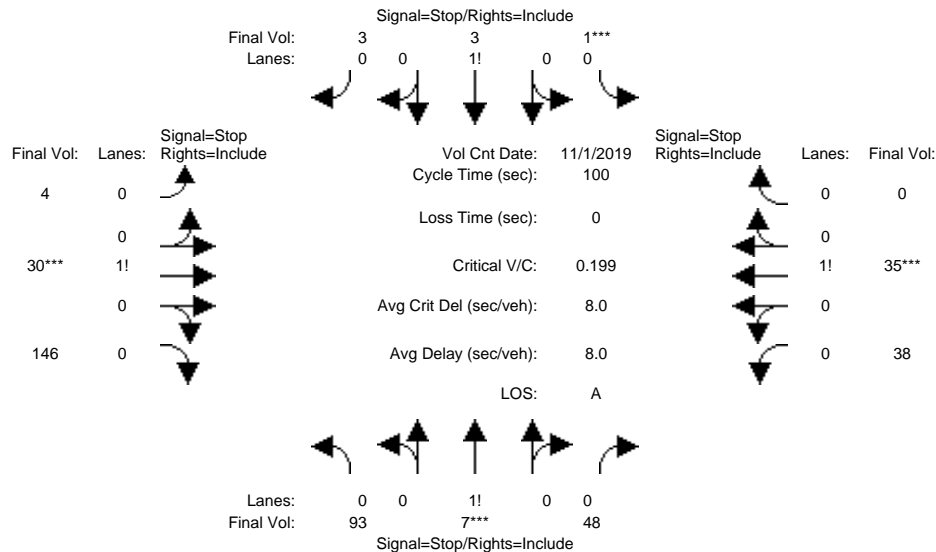 Signal=Stop/Rights=Include
Final Vol: 3 3 1***
Lanes: 0 0 1! 0 0
Signal=Stop Signal=Stop
Final Vol: Lanes: Rights=Include Vol Cnt Date: 11/1/2019 Rights=Include Lanes: Final Vol:
Cycle Time (sec): 100
4 0 0 0
Loss Time (sec): 0
0 0
30*** 1! Critical V/C: 0.199 1! 35***
0 Avg Crit Del (sec/veh): 8.0 0
146 0 Avg Delay (sec/veh): 8.0 0 38
LOS: A
Lanes: 0 0 1! 0 0
Final Vol: 93 7*** 48
Signal=Stop/Rights=Include